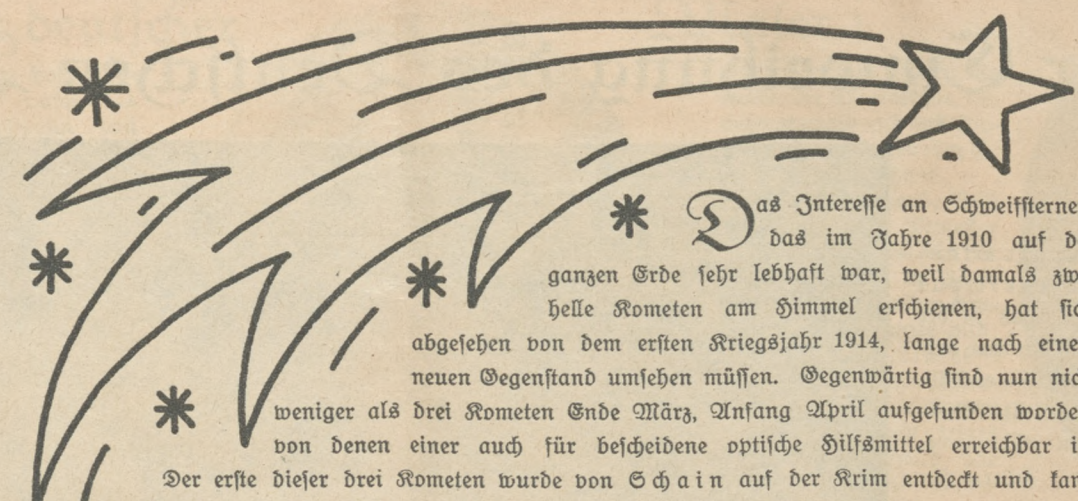 Das Interesse an Schweifsterne
das im Jahre 1910 auf d
ganzen Erde sehr lebhaft war, weil damals zw
helle Kometen am Himmel erschienen, hat sic
abgesehen von dem ersten Kriegsjahr 1914, lange nach eine
neuen Gegenstand umsehen müssen. Gegenwärtig sind nun nic
weniger als drei Kometen Ende März, Anfang April aufgefunden worde
von denen einer auch für bescheidene optische Hilfsmittel erreichbar i
Der erste dieser drei Kometen wurde von Schain auf der Krim entdeckt und kan